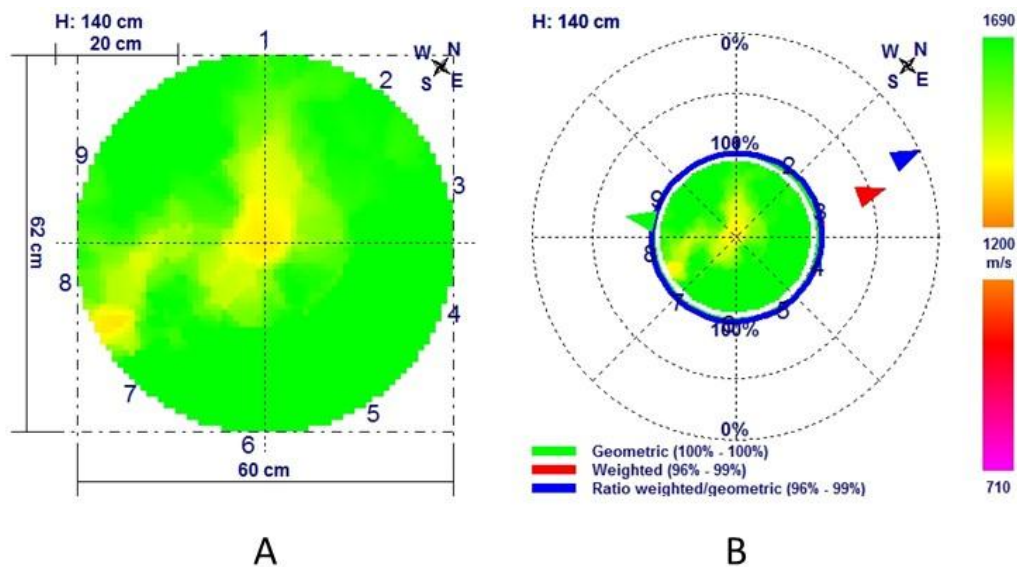 H: 140 cm
20 cm
1
W N
S E
2
9
3
62 cm
8
4
7
5
6
60 cm
A
H: 140 cm
0%
W N
S E
100%
2
9
3
8
4
7
5
6
100%
0%
Geometric (100% - 100%)
Weighted (96% - 99%)
Ratio weighted/geometric (96% - 99%)
B
1690
1200
m/s
710